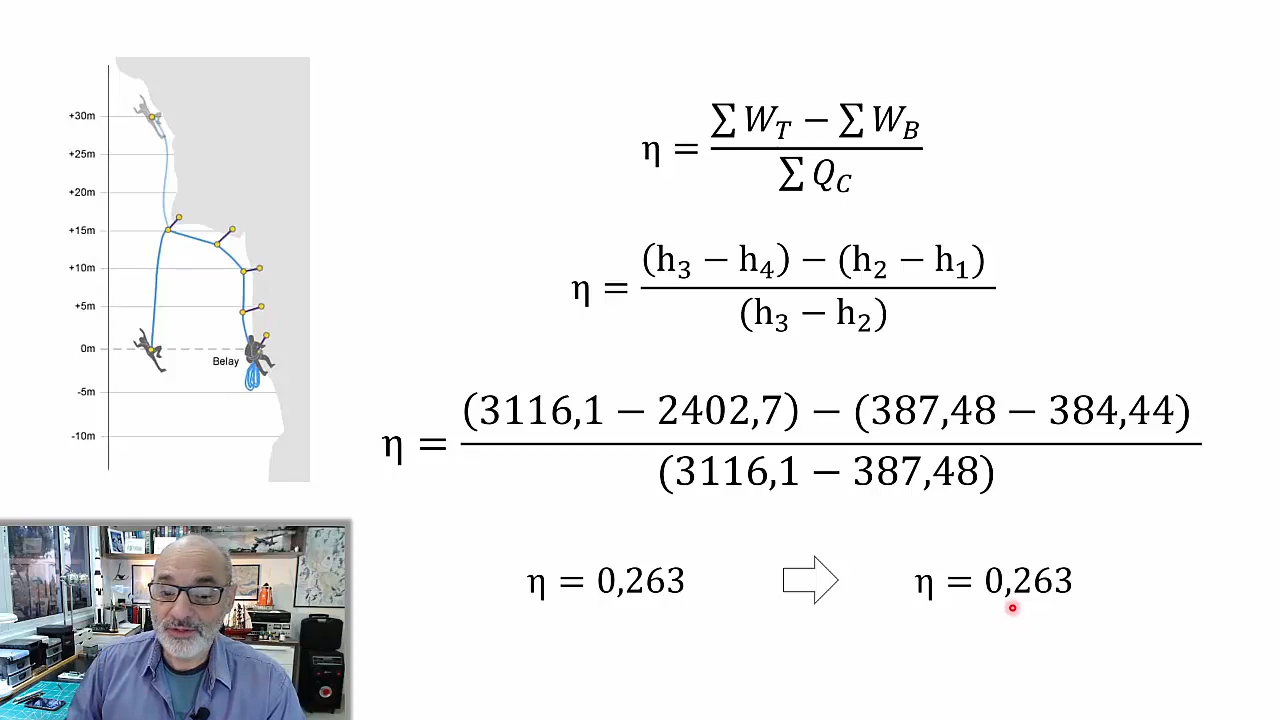 +30m
+25m
+20m
+15m
+10m
+5m
0m
Belay
-5m
-10m
η = (∑ W_T − ∑ W_B) / ∑ Q_C
η = ((h₃ − h₄) − (h₂ − h₁)) / (h₃ − h₂)
η = ((3116,1 − 2402,7) − (387,48 − 384,44)) / (3116,1 − 387,48)
η = 0,263 ⇨ η = 0,263